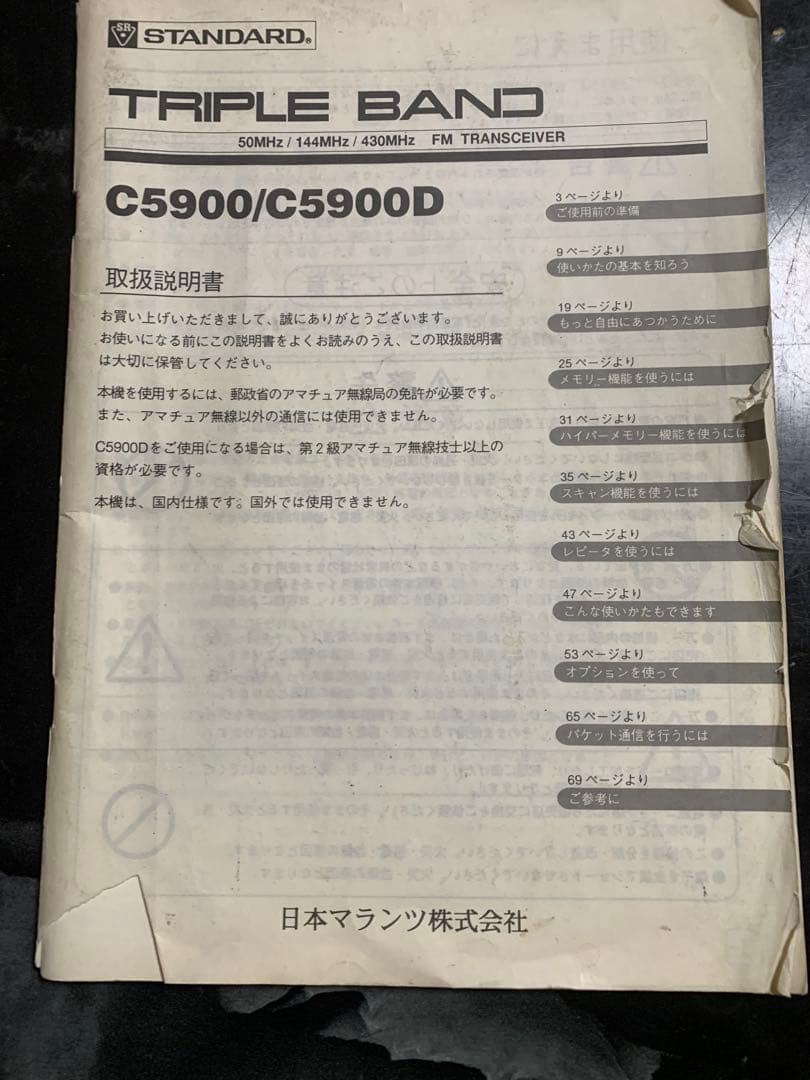 SR STANDARD®
TRIPLE BAND
50MHz / 144MHz / 430MHz FM TRANSCEIVER
C5900/C5900D
取扱説明書
お買い上げいただきまして、誠にありがとうございます。
お使いになる前にこの説明書をよくお読みのうえ、この取扱説明書
は大切に保管してください。
本機を使用するには、郵政省のアマチュア無線局の免許が必要です。
また、アマチュア無線以外の通信には使用できません。
C5900Dをご使用になる場合は、第2級アマチュア無線技士以上の
資格が必要です。
本機は、国内仕様です。国外では使用できません。
3ページより
ご使用前の準備
9ページより
使いかたの基本を知ろう
19ページより
もっと自由にあつかうために
25ページより
メモリー機能を使うには
31ページより
ハイパーメモリー機能を使うには
35ページより
スキャン機能を使うには
43ページより
レピータを使うには
47ページより
こんな使いかたもできます
53ページより
オプションを使って
65ページより
パケット通信を行うには
69ページより
ご参考に
日本マランツ株式会社